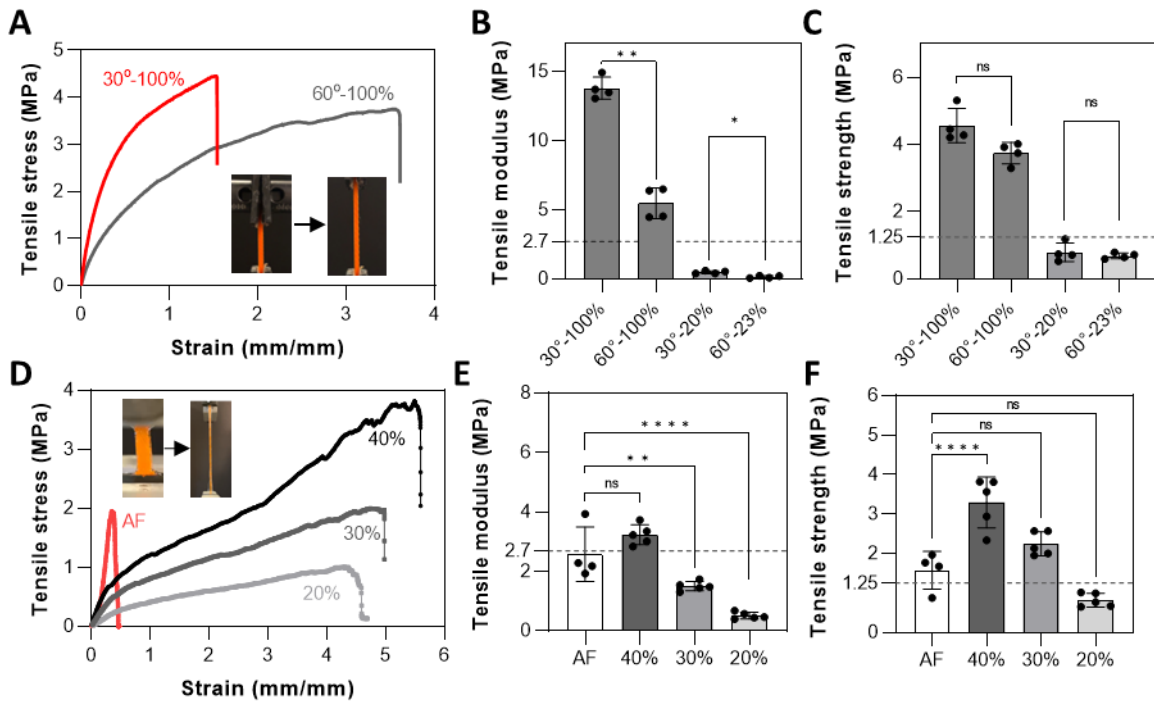 A
Tensile stress (MPa)
5
4
3
2
1
0
30º-100%
60º-100%
0 1 2 3 4
Strain (mm/mm)
B
Tensile modulus (MPa)
15
10
5
2.7
0
**
*
30°-100%
60°-100%
30°-20%
60°-23%
C
Tensile strength (MPa)
6
4
2
1.25
0
ns
ns
30°-100%
60°-100%
30°-20%
60°-23%
D
Tensile stress (MPa)
4
3
2
1
0
AF
40%
30%
20%
0 1 2 3 4 5 6
Strain (mm/mm)
E
Tensile modulus (MPa)
8
6
4
2.7
2
0
****
**
ns
AF 40% 30% 20%
F
Tensile strength (MPa)
6
5
3
2
1.25
0
ns
ns
****
AF 40% 30% 20%